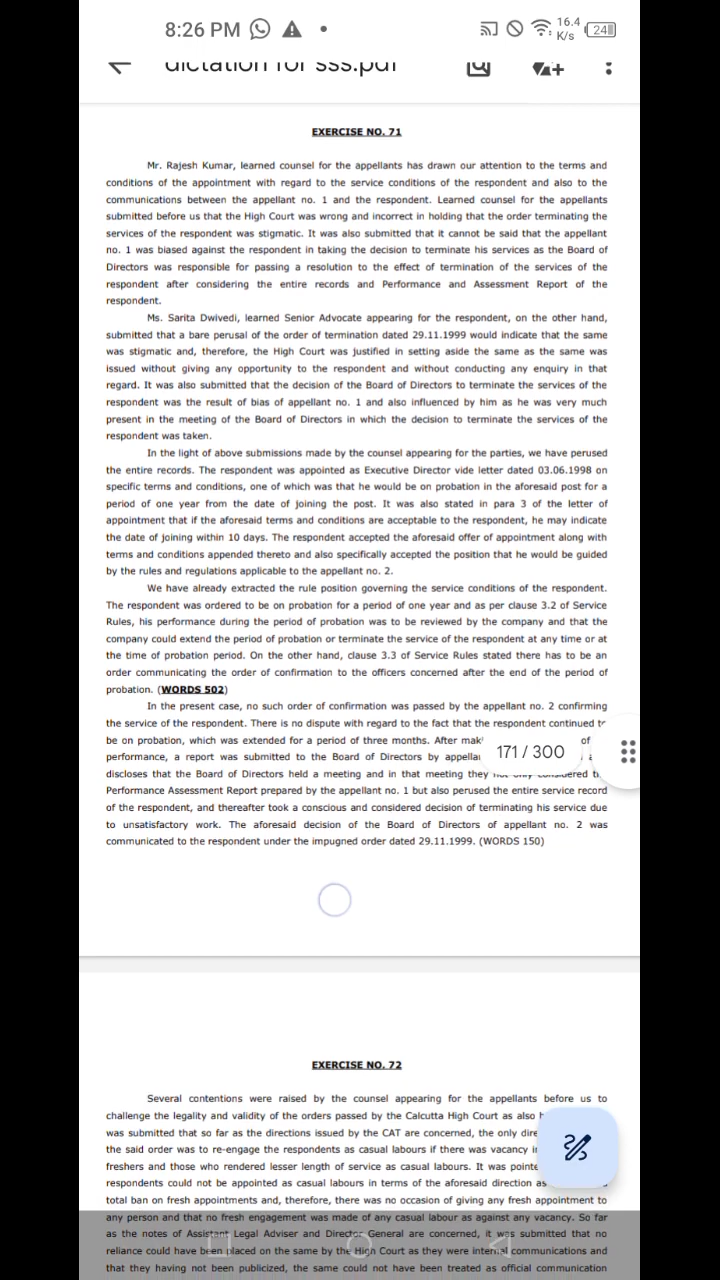 8:26 PM
16.4
K/s
24
dictation for sss.pdf
EXERCISE NO. 71
Mr. Rajesh Kumar, learned counsel for the appellants has drawn our attention to the terms and
conditions of the appointment with regard to the service conditions of the respondent and also to the
communications between the appellant no. 1 and the respondent. Learned counsel for the appellants
submitted before us that the High Court was wrong and incorrect in holding that the order terminating the
services of the respondent was stigmatic. It was also submitted that it cannot be said that the appellant
no. 1 was biased against the respondent in taking the decision to terminate his services as the Board of
Directors was responsible for passing a resolution to the effect of termination of the services of the
respondent after considering the entire records and Performance and Assessment Report of the
respondent.
Ms. Sarita Dwivedi, learned Senior Advocate appearing for the respondent, on the other hand,
submitted that a bare perusal of the order of termination dated 29.11.1999 would indicate that the same
was stigmatic and, therefore, the High Court was justified in setting aside the same as the same was
issued without giving any opportunity to the respondent and without conducting any enquiry in that
regard. It was also submitted that the decision of the Board of Directors to terminate the services of the
respondent was the result of bias of appellant no. 1 and also influenced by him as he was very much
present in the meeting of the Board of Directors in which the decision to terminate the services of the
respondent was taken.
In the light of above submissions made by the counsel appearing for the parties, we have perused
the entire records. The respondent was appointed as Executive Director vide letter dated 03.06.1998 on
specific terms and conditions, one of which was that he would be on probation in the aforesaid post for a
period of one year from the date of joining the post. It was also stated in para 3 of the letter of
appointment that if the aforesaid terms and conditions are acceptable to the respondent, he may indicate
the date of joining within 10 days. The respondent accepted the aforesaid offer of appointment along with
terms and conditions appended thereto and also specifically accepted the position that he would be guided
by the rules and regulations applicable to the appellant no. 2.
We have already extracted the rule position governing the service conditions of the respondent.
The respondent was ordered to be on probation for a period of one year and as per clause 3.2 of Service
Rules, his performance during the period of probation was to be reviewed by the company and that the
company could extend the period of probation or terminate the service of the respondent at any time or at
the time of probation period. On the other hand, clause 3.3 of Service Rules stated there has to be an
order communicating the order of confirmation to the officers concerned after the end of the period of
probation. (WORDS 502)
In the present case, no such order of confirmation was passed by the appellant no. 2 confirming
the service of the respondent. There is no dispute with regard to the fact that the respondent continued
be on probation, which was extended for a period of three months. After of
performance, a report was submitted to the Board of Directors by
discloses that the Board of Directors held a meeting and in that meeting they
Performance Assessment Report prepared by the appellant no. 1 but also perused the entire service record
of the respondent, and thereafter took a conscious and considered decision of terminating his service due
to unsatisfactory work. The aforesaid decision of the Board of Directors of appellant no. 2 was
communicated to the respondent under the impugned order dated 29.11.1999. (WORDS 150)
171 / 300
EXERCISE NO. 72
Several contentions were raised by the counsel appearing for the appellants before us to
challenge the legality and validity of the orders passed by the Calcutta High Court as also
was submitted that so far as the directions issued by the CAT are concerned, the only
the said order was to re-engage the respondents as casual labours if there was vacancy
freshers and those who rendered lesser length of service as casual labours. It was
respondents could not be appointed as casual labours in terms of the aforesaid direction as
total ban on fresh appointments and, therefore, there was no occasion of giving any fresh appointment to
any person and that no fresh engagement was made of any casual labour as against any vacancy. So far
as the notes of Assistant Legal Adviser and Director General are concerned, it was submitted that no
reliance could have been placed on the same by the High Court as they were internal communications and
that they having not been publicized, the same could not have been treated as official communication